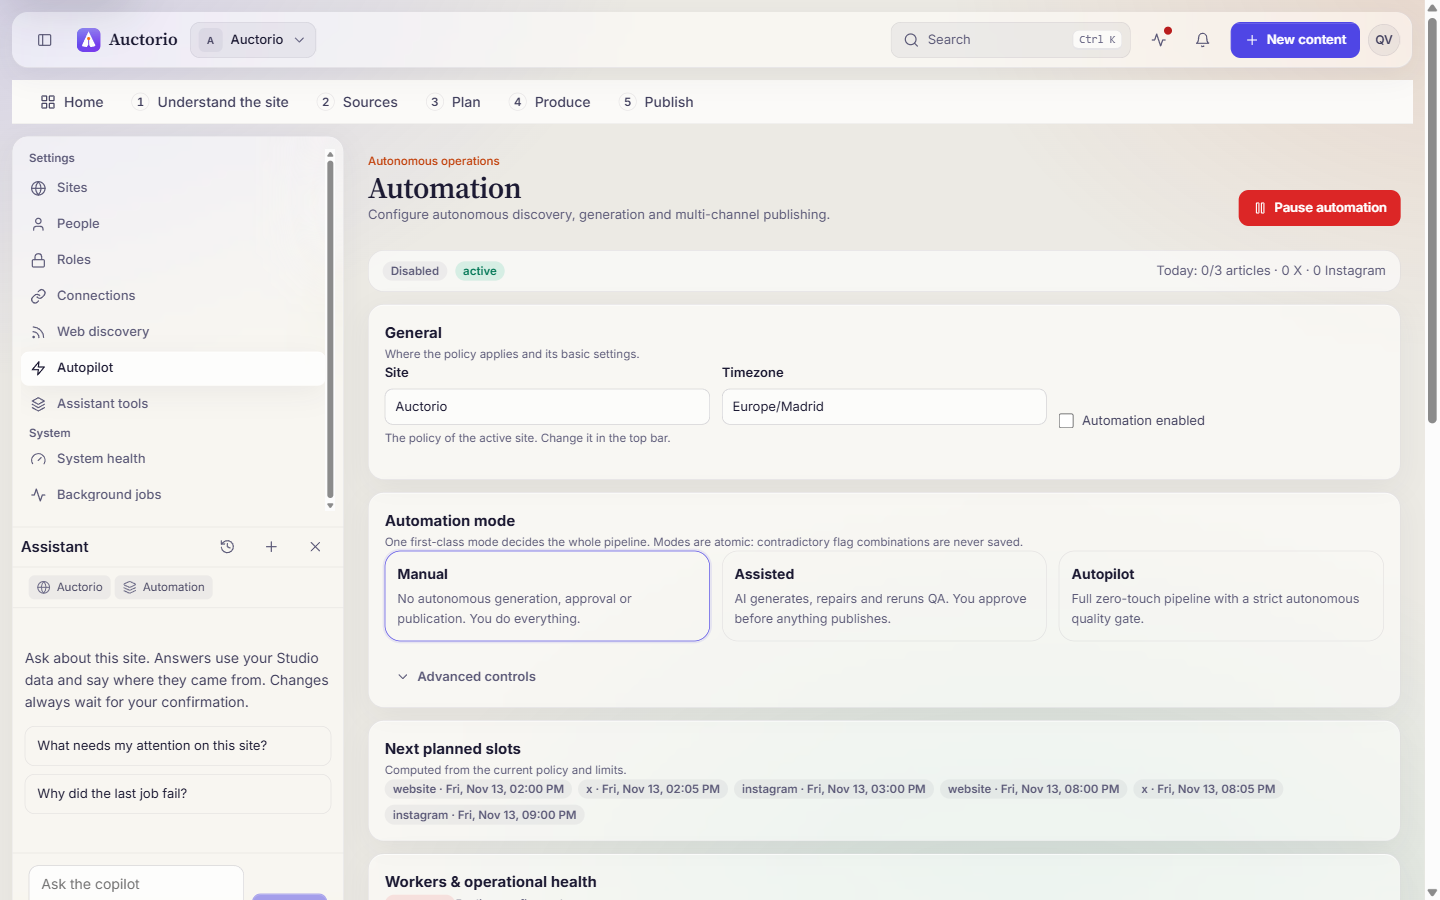 Auctorio
A Auctorio
Search Ctrl K
New content
QV
Home
1 Understand the site
2 Sources
3 Plan
4 Produce
5 Publish
Settings
Sites
People
Roles
Connections
Web discovery
Autopilot
Assistant tools
System
System health
Background jobs
Assistant
Auctorio
Automation
Ask about this site. Answers use your Studio
data and say where they came from. Changes
always wait for your confirmation.
What needs my attention on this site?
Why did the last job fail?
Ask the copilot
Autonomous operations
Automation
Configure autonomous discovery, generation and multi-channel publishing.
Pause automation
Disabled
active
Today: 0/3 articles · 0 X · 0 Instagram
General
Where the policy applies and its basic settings.
Site
Timezone
Auctorio
Europe/Madrid
Automation enabled
The policy of the active site. Change it in the top bar.
Automation mode
One first-class mode decides the whole pipeline. Modes are atomic: contradictory flag combinations are never saved.
Manual
No autonomous generation, approval or
publication. You do everything.
Assisted
AI generates, repairs and reruns QA. You approve
before anything publishes.
Autopilot
Full zero-touch pipeline with a strict autonomous
quality gate.
Advanced controls
Next planned slots
Computed from the current policy and limits.
website · Fri, Nov 13, 02:00 PM
x · Fri, Nov 13, 02:05 PM
instagram · Fri, Nov 13, 03:00 PM
website · Fri, Nov 13, 08:00 PM
x · Fri, Nov 13, 08:05 PM
instagram · Fri, Nov 13, 09:00 PM
Workers & operational health